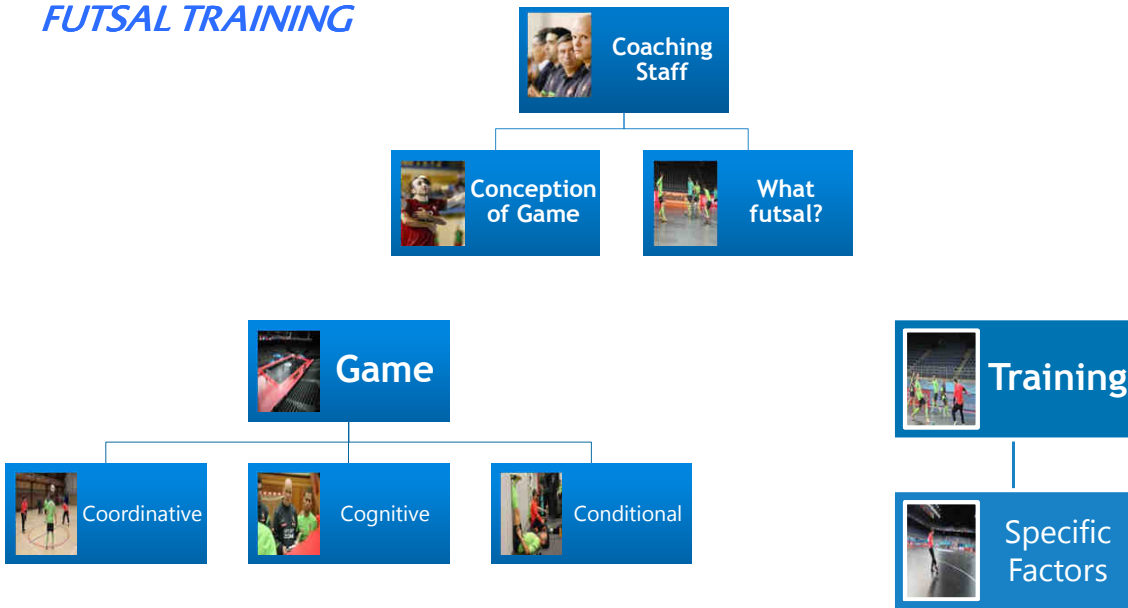 FUTSAL TRAINING
Coaching
Staff
Conception
of Game
What
futsal?
Game
Training
Coordinative
Cognitive
Conditional
Specific
Factors